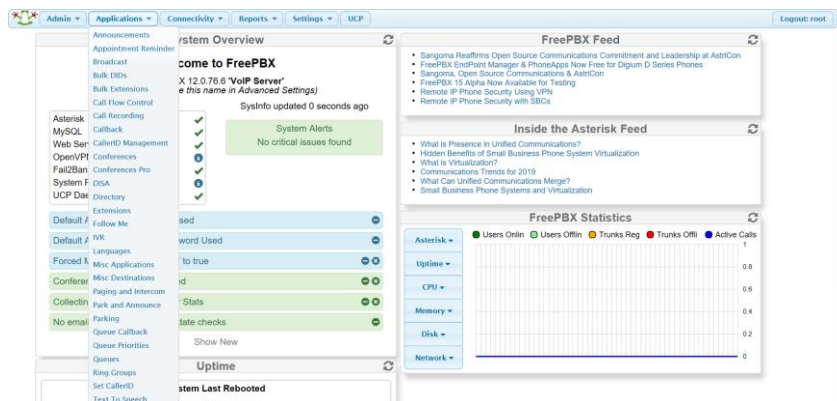 Admin
Applications
Connectivity
Reports
Settings
UCP
Logout: root
Announcements
Appointment Reminder
Broadcast
Bulk DIDs
Bulk Extensions
Call Flow Control
Call Recording
Callback
CallerID Management
Conferences
Conferences Pro
DISA
Directory
Extensions
Follow Me
IVR
Languages
Misc Applications
Misc Destinations
Paging and Intercom
Park and Announce
Parking
Queue Callback
Queue Priorities
Queues
Ring Groups
Set CallerID
Text To Speech
ystem Overview
come to FreePBX
X 12.0.76.6 'VoIP Server'
e this name in Advanced Settings)
SysInfo updated 0 seconds ago
Asterisk
MySQL
Web Ser
OpenVP
Fail2Ban
System F
UCP Dae
System Alerts
No critical issues found
Default A
sed
Default A
word Used
Forced M
to true
Conferen
ed
Collectin
r Stats
No emai
date checks
Show New
Uptime
stem Last Rebooted
FreePBX Feed
Sangoma Reaffirms Open Source Communications Commitment and Leadership at AstriCon
FreePBX EndPoint Manager & PhoneApps Now Free for Digium D Series Phones
Sangoma, Open Source Communications & AstriCon
FreePBX 15 Alpha Now Available for Testing
Remote IP Phone Security Using VPN
Remote IP Phone Security with SBCs
Inside the Asterisk Feed
What is Presence in Unified Communications?
Hidden Benefits of Small Business Phone System Virtualization
What is Virtualization?
Communications Trends for 2019
What Can Unified Communications Merge?
Small Business Phone Systems and Virtualization
FreePBX Statistics
Asterisk
Uptime
CPU
Memory
Disk
Network
Users Onlin Users Offlin Trunks Reg Trunks Offli Active Calls
1
0.8
0.6
0.4
0.2
0